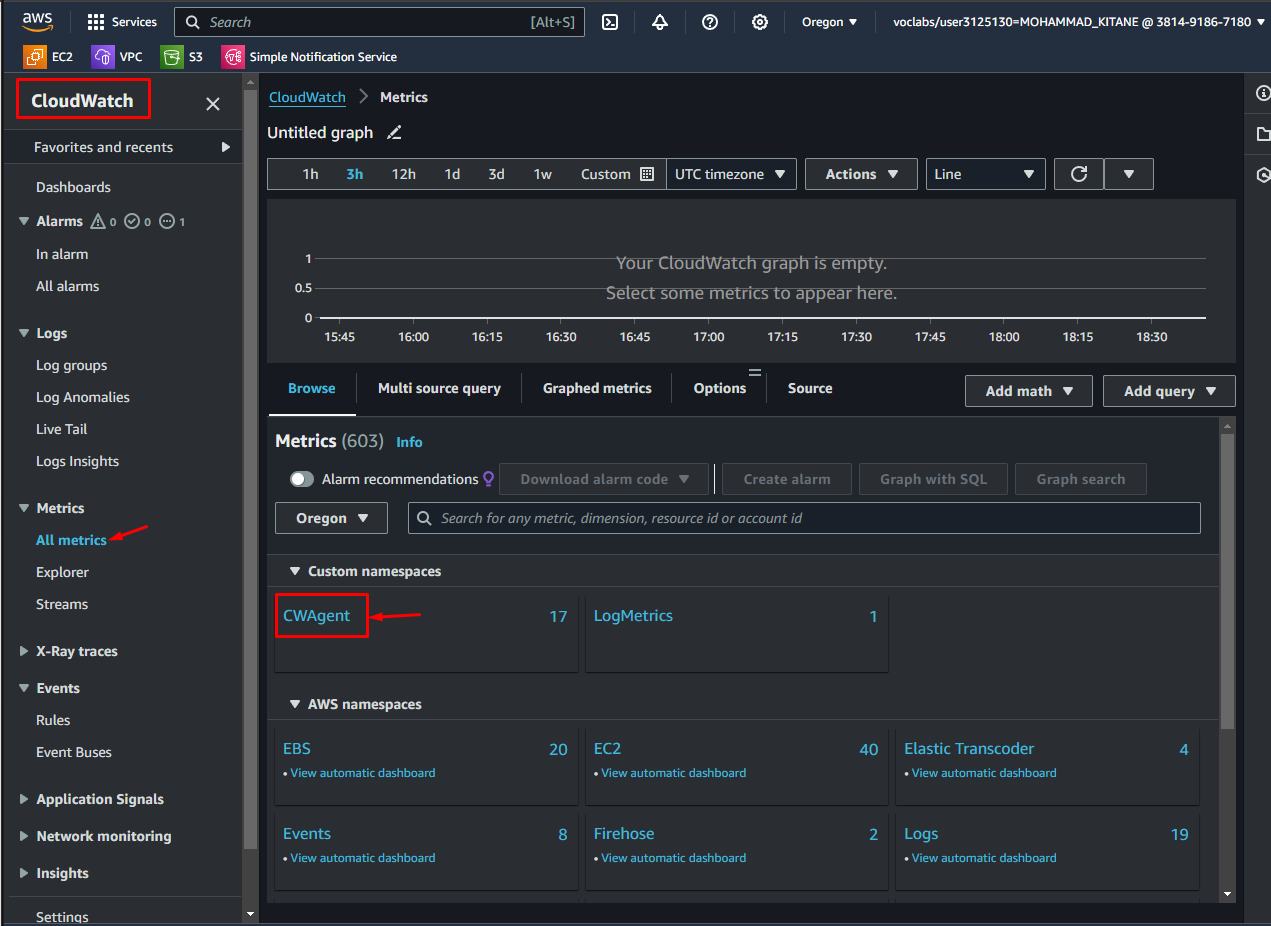 aws
Services
Search [Alt+S]
Oregon
voclabs/user3125130=MOHAMMAD_KITANE @ 3814-9186-7180
EC2 VPC S3 Simple Notification Service
CloudWatch
Favorites and recents
Dashboards
Alarms 0 0 1
In alarm
All alarms
Logs
Log groups
Log Anomalies
Live Tail
Logs Insights
Metrics
All metrics
Explorer
Streams
X-Ray traces
Events
Rules
Event Buses
Application Signals
Network monitoring
Insights
Settings
CloudWatch Metrics
Untitled graph
1h 3h 12h 1d 3d 1w Custom UTC timezone Actions Line
Your CloudWatch graph is empty.
Select some metrics to appear here.
1
0.5
0
15:45 16:00 16:15 16:30 16:45 17:00 17:15 17:30 17:45 18:00 18:15 18:30
Browse Multi source query Graphed metrics Options Source Add math Add query
Metrics (603) Info
Alarm recommendations Download alarm code Create alarm Graph with SQL Graph search
Oregon Search for any metric, dimension, resource id or account id
Custom namespaces
CWAgent 17 LogMetrics 1
AWS namespaces
EBS 20 EC2 40 Elastic Transcoder 4
• View automatic dashboard • View automatic dashboard • View automatic dashboard
Events 8 Firehose 2 Logs 19
• View automatic dashboard • View automatic dashboard • View automatic dashboard